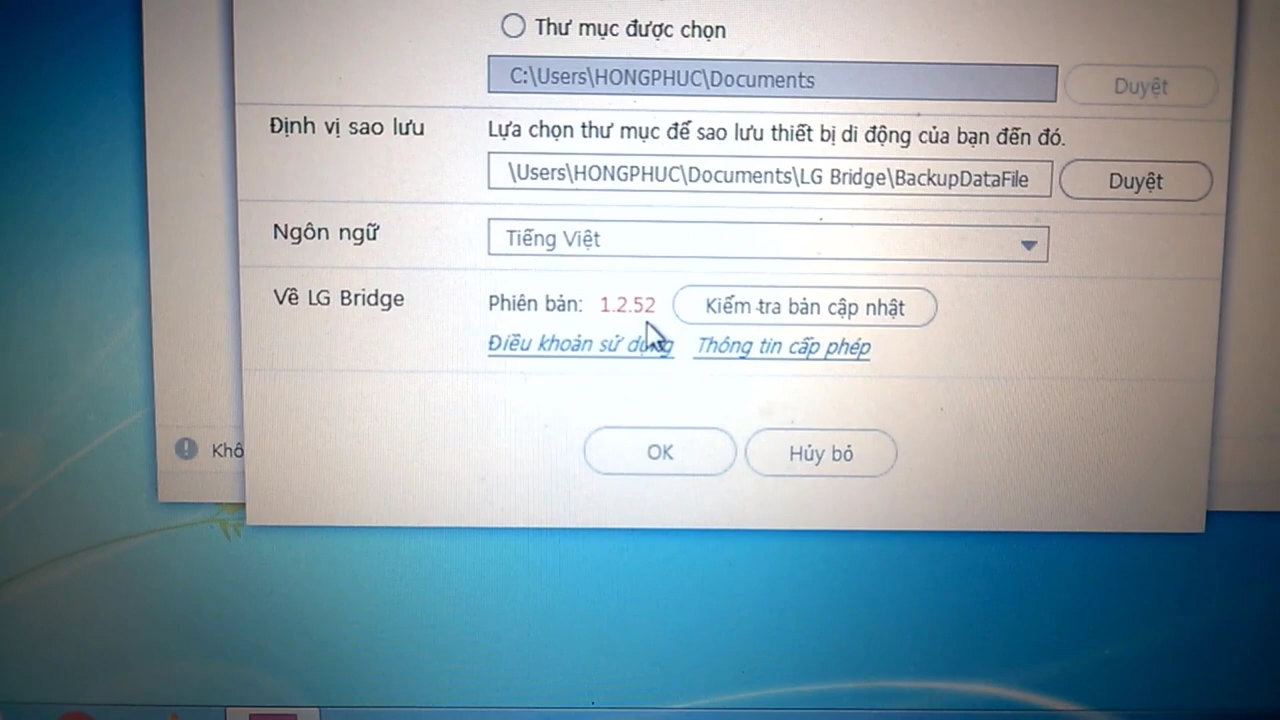 Thư mục được chọn
C:\Users\HONGPHUC\Documents
Duyệt
Định vị sao lưu
Lựa chọn thư mục để sao lưu thiết bị di động của bạn đến đó.
\Users\HONGPHUC\Documents\LG Bridge\BackupDataFile
Duyệt
Ngôn ngữ
Tiếng Việt
Về LG Bridge
Phiên bản: 1.2.52
Kiểm tra bản cập nhật
Điều khoản sử dụng
Thông tin cấp phép
Khô
OK
Hủy bỏ